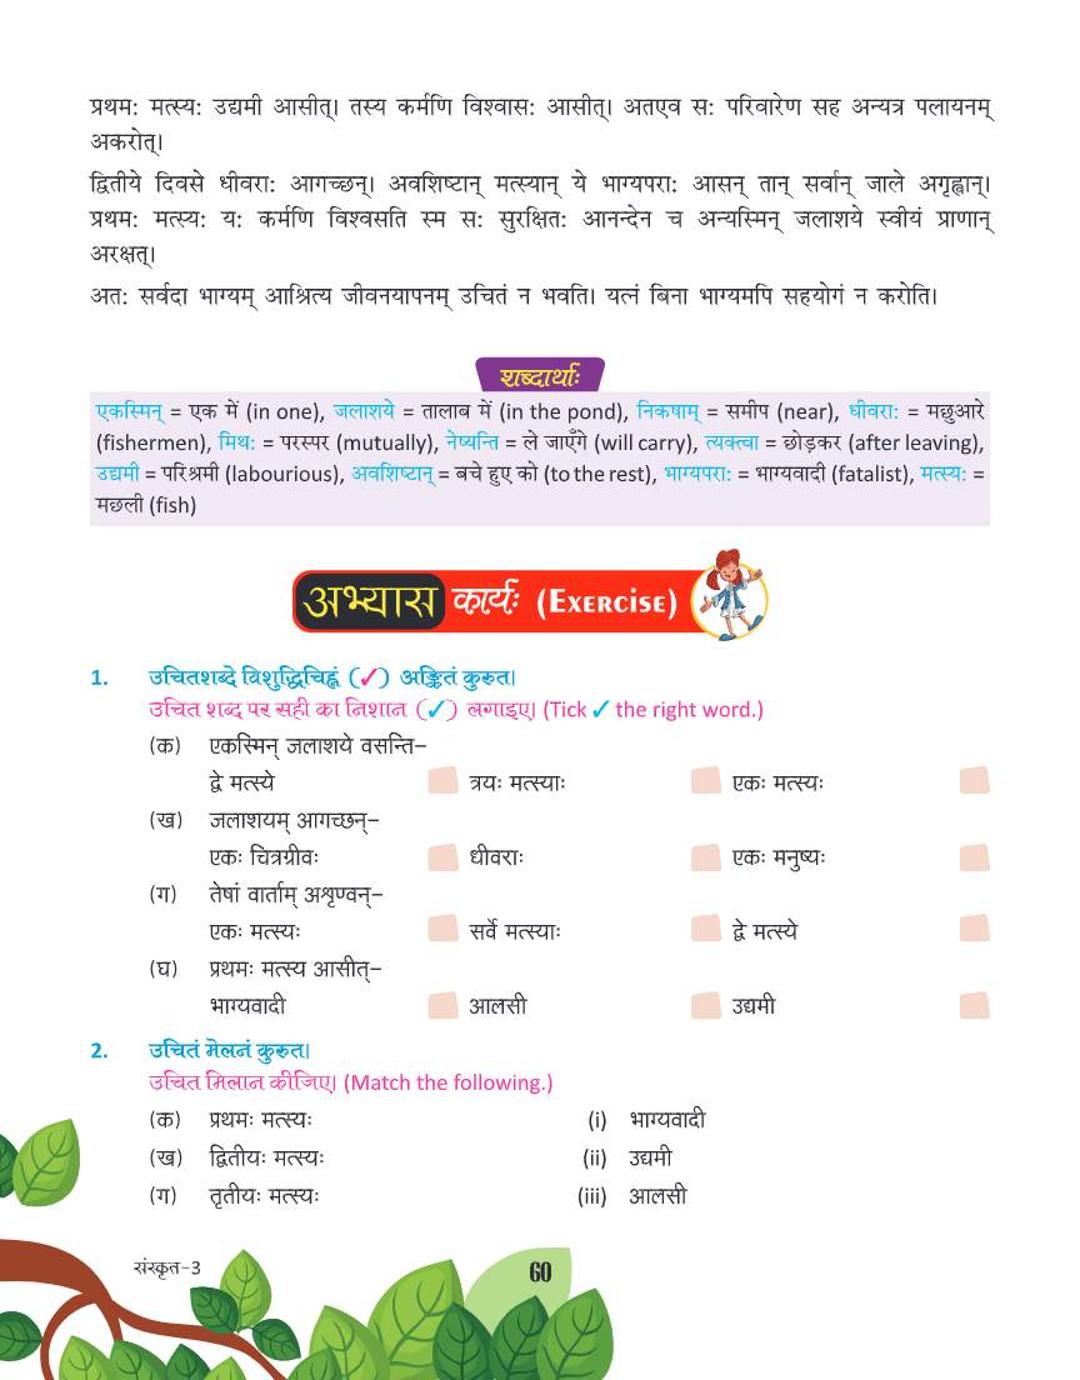 प्रथमः मत्स्यः उद्यमी आसीत्। तस्य कर्मणि विश्वासः आसीत्। अतएव सः परिवारेण सह अन्यत्र पलायनम्
अकरोत्।
द्वितीये दिवसे धीवराः आगच्छन्। अवशिष्टान् मत्स्यान् ये भाग्यपराः आसन् तान् सर्वान् जाले अगृह्णन्।
प्रथमः मत्स्यः यः कर्मणि विश्वसति स्म सः सुरक्षितः आनन्देन च अन्यस्मिन् जलाशये स्वीयं प्राणान्
अरक्षत्।
अतः सर्वदा भाग्यम् आश्रित्य जीवनयापनम् उचितं न भवति। यत्नं बिना भाग्यमपि सहयोगं न करोति।
शब्दार्थाः
एकस्मिन् = एक में (in one), जलाशये = तालाब में (in the pond), निकषाम् = समीप (near), धीवराः = मछुआरे
(fishermen), मिथः = परस्पर (mutually), नेष्यन्ति = ले जाएँगे (will carry), त्यक्त्वा = छोड़कर (after leaving),
उद्यमी = परिश्रमी (labourious), अवशिष्टान् = बचे हुए को (to the rest), भाग्यपराः = भाग्यवादी (fatalist), मत्स्यः =
मछली (fish)
अभ्यास कार्यः (Exercise)
1. उचितशब्दे विशुद्धिचिह्नं (✓) अङ्कितं कुरुत।
उचित शब्द पर सही का निशान (✓) लगाइए। (Tick ✓ the right word.)
(क) एकस्मिन् जलाशये वसन्ति–
द्वे मत्स्ये त्रयः मत्स्याः एकः मत्स्यः
(ख) जलाशयम् आगच्छन्–
एकः चित्रग्रीवः धीवराः एकः मनुष्यः
(ग) तेषां वार्ताम् अशृण्वन्–
एकः मत्स्यः सर्वे मत्स्याः द्वे मत्स्ये
(घ) प्रथमः मत्स्य आसीत्–
भाग्यवादी आलसी उद्यमी
2. उचितं मेलनं कुरुत।
उचित मिलान कीजिए। (Match the following.)
(क) प्रथमः मत्स्यः (i) भाग्यवादी
(ख) द्वितीयः मत्स्यः (ii) उद्यमी
(ग) तृतीयः मत्स्यः (iii) आलसी
संस्कृत–3 60